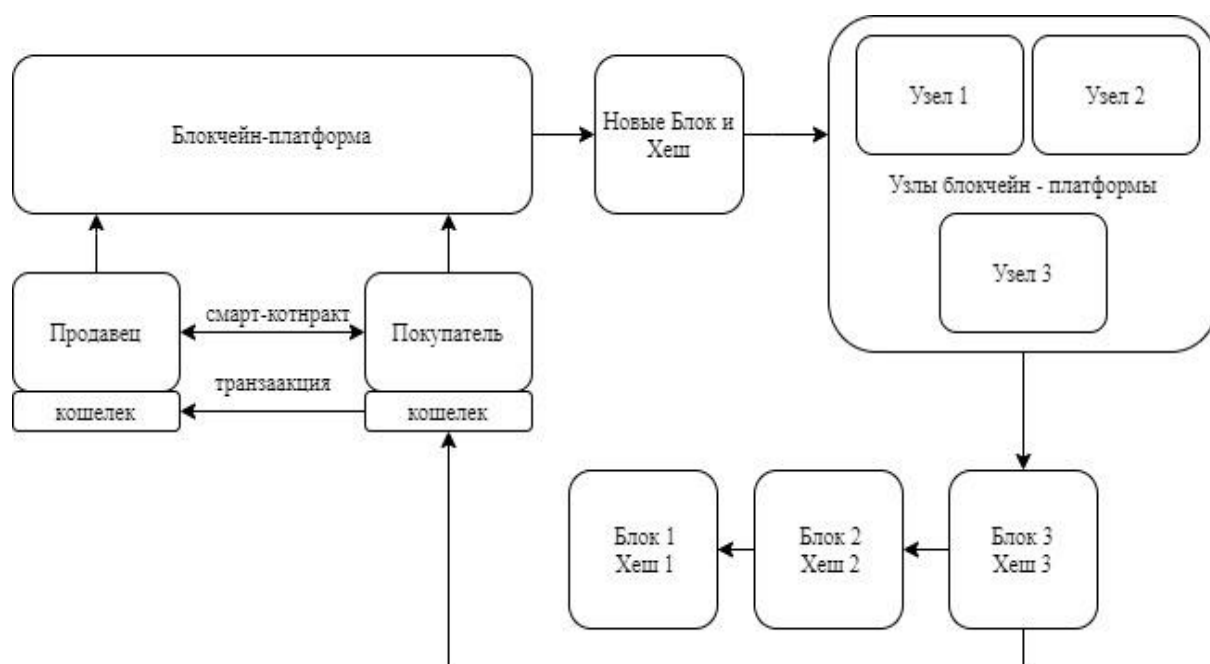 Блокчейн-платформа
Новые Блок и
Хеш
Узел 1
Узел 2
Узлы блокчейн - платформы
Узел 3
Продавец
смарт-котнракт
Покупатель
транзаакция
кошелек
кошелек
Блок 1
Хеш 1
Блок 2
Хеш 2
Блок 3
Хеш 3